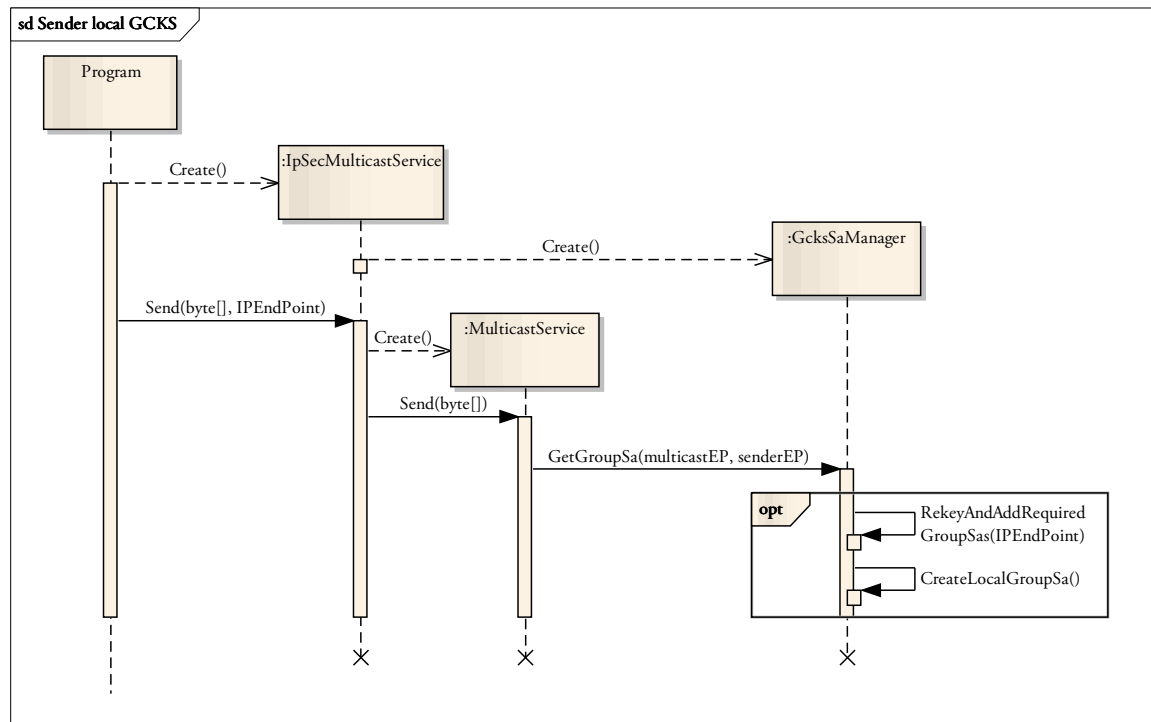 sd Sender local GCKS
Program
:IpSecMulticastService
Create()
:GcksSaManager
Create()
Send(byte[], IPEndPoint)
:MulticastService
Create()
Send(byte[])
GetGroupSa(multicastEP, senderEP)
opt
RekeyAndAddRequired
GroupSas(IPEndPoint)
CreateLocalGroupSa()